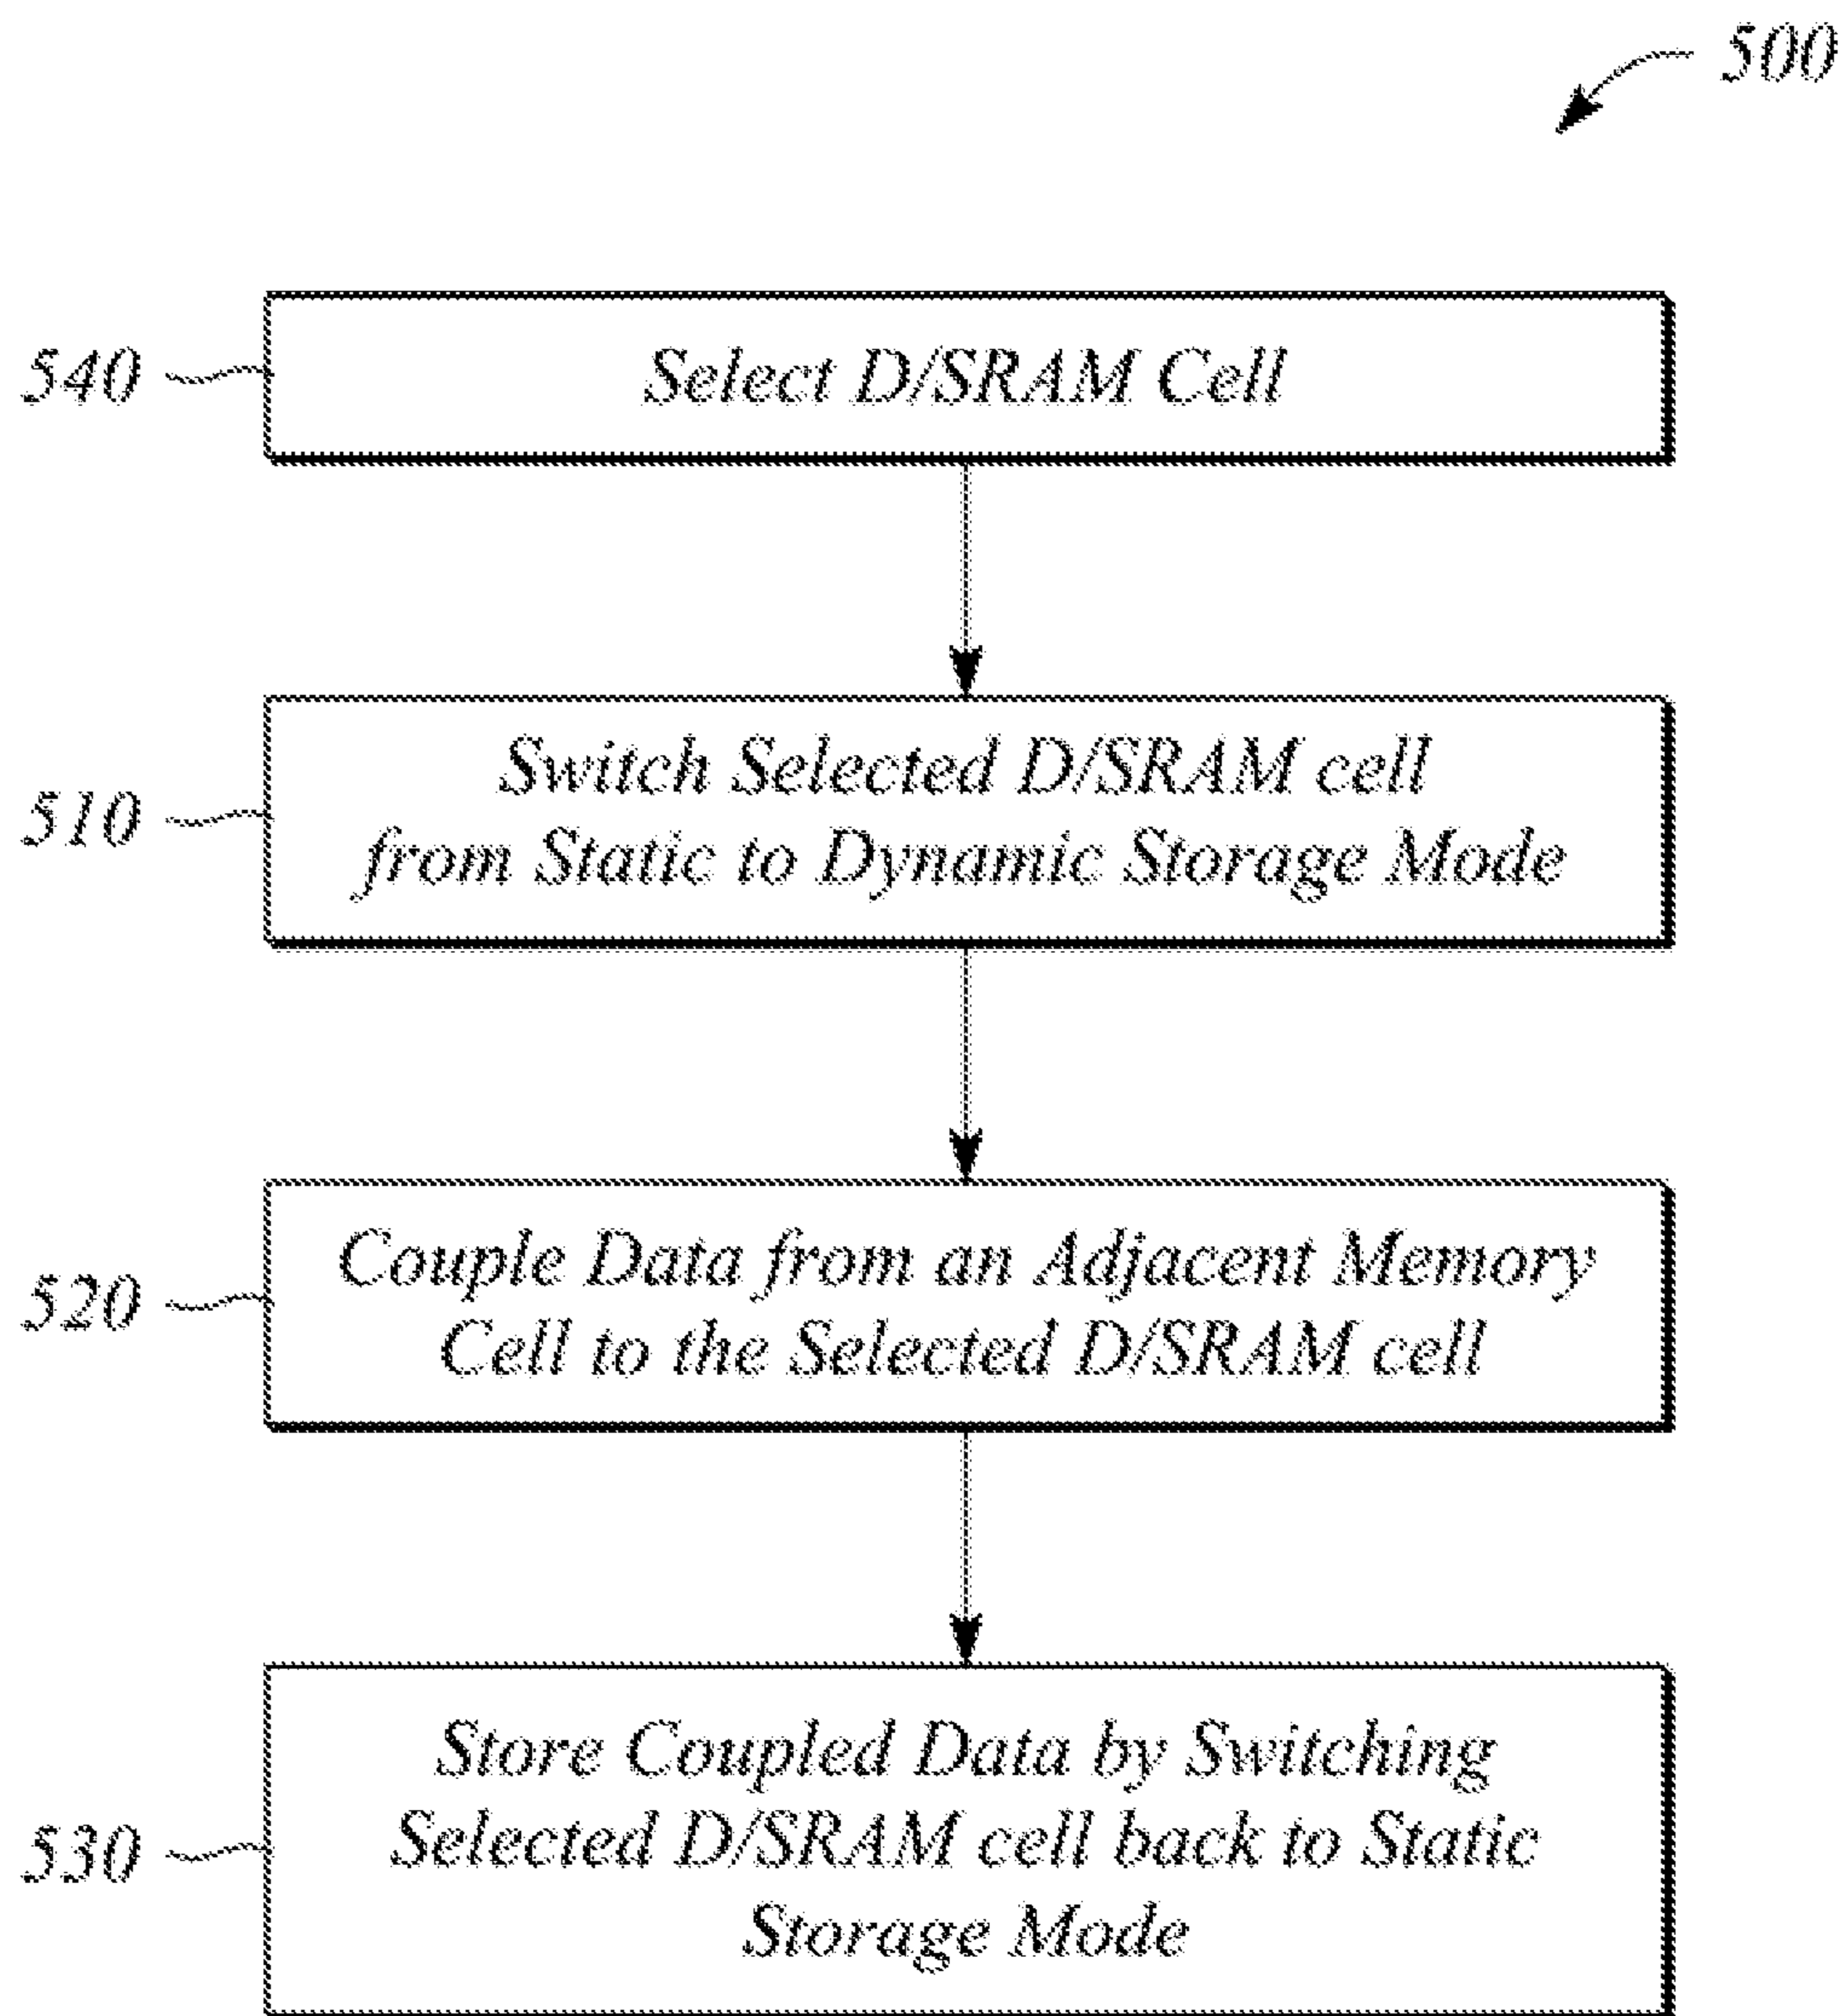 500
540
Select D/SRAM Cell
510
Switch Selected D/SRAM cell
from Static to Dynamic Storage Mode
520
Couple Data from an Adjacent Memory
Cell to the Selected D/SRAM cell
530
Store Coupled Data by Switching
Selected D/SRAM cell back to Static
Storage Mode